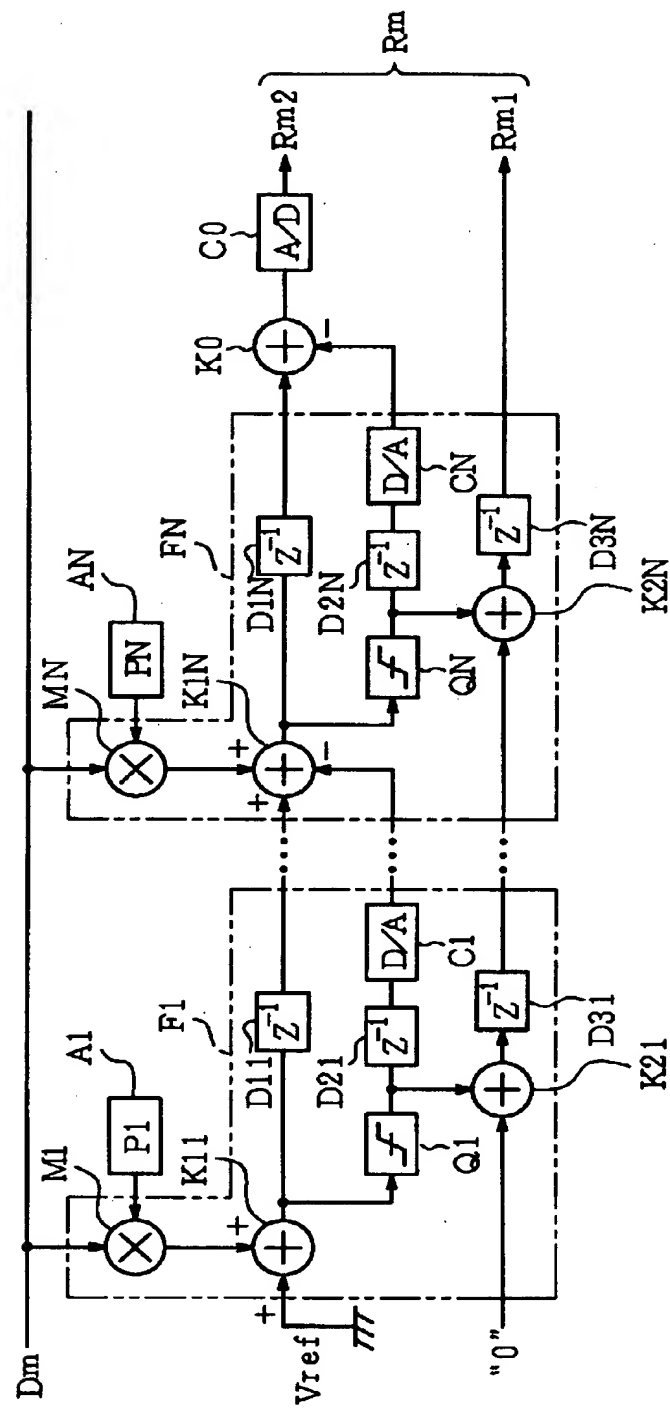 Dm
M1
A1
P1
F1
K11
+
+
Vref
D11
Z⁻¹
D21
Z⁻¹
D/A
C1
Q1
"0"
K21
D31
Z⁻¹
MN
AN
PN
FN
K1N
+
+
−
D1N
Z⁻¹
D2N
Z⁻¹
D/A
CN
QN
K2N
D3N
Z⁻¹
K0
−
C0
A/D
Rm2
Rm
Rm1